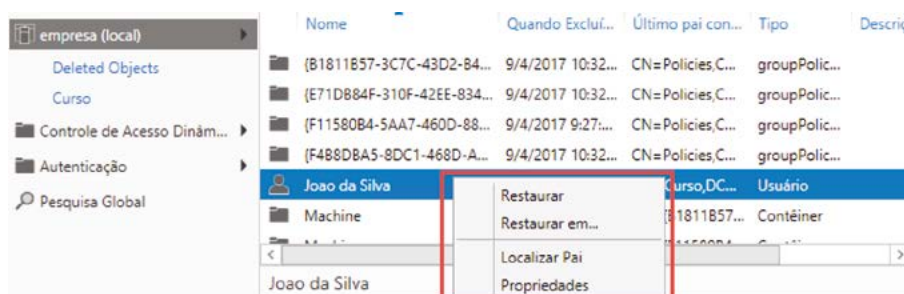 Nome Quando Excluí... Último pai con... Tipo Descriç
empresa (local)
Deleted Objects
Curso
Controle de Acesso Dinâm...
Autenticação
Pesquisa Global
{B1811B57-3C7C-43D2-B4... 9/4/2017 10:32... CN=Policies,C... groupPolic...
{E71DB84F-310F-42EE-834... 9/4/2017 10:32... CN=Policies,C... groupPolic...
{F11580B4-5AA7-460D-88... 9/4/2017 9:27:... CN=Policies,C... groupPolic...
{F4B8DBA5-8DC1-468D-A... 9/4/2017 10:32... CN=Policies,C... groupPolic...
Joao da Silva Curso,DC... Usuário
Machine {B1811B57... Contêiner
Restaurar
Restaurar em...
Localizar Pai
Propriedades
Joao da Silva